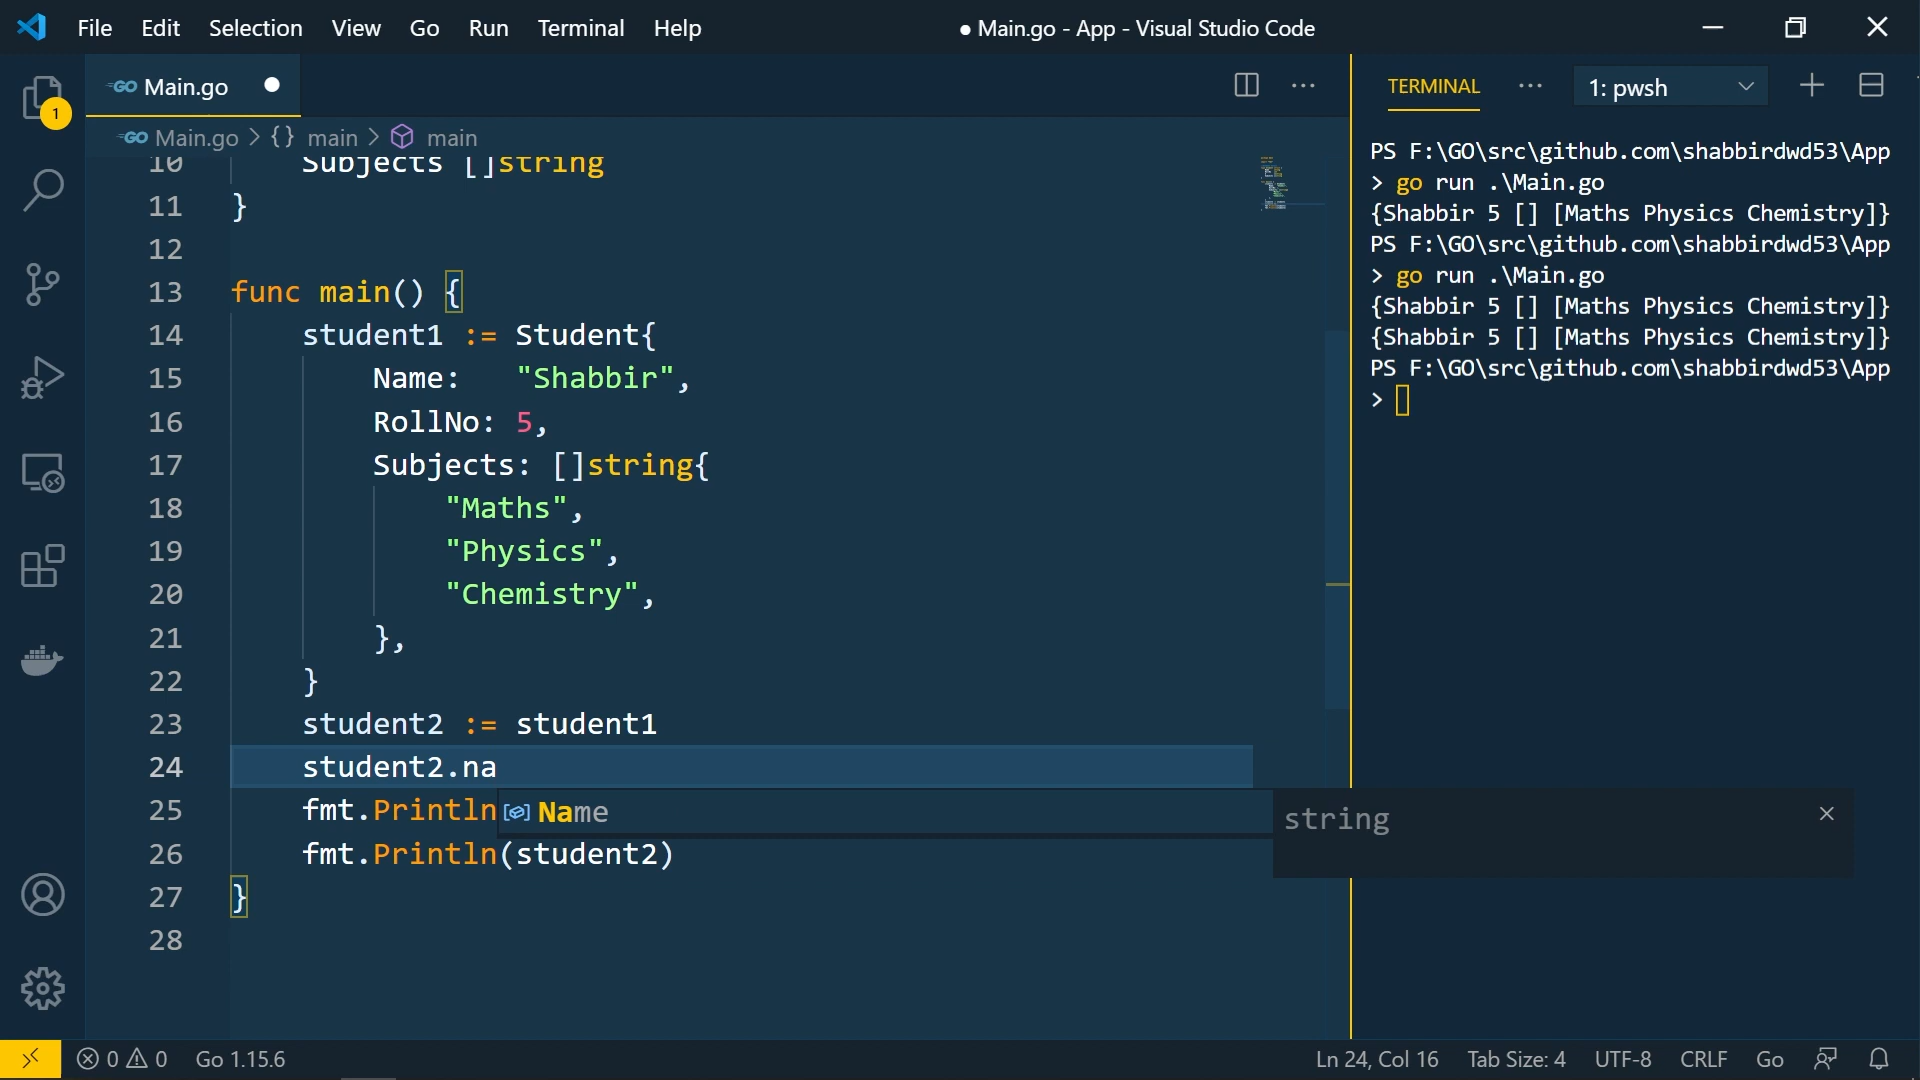 File Edit Selection View Go Run Terminal Help
● Main.go - App - Visual Studio Code
GO Main.go
TERMINAL ··· 1: pwsh
1
GO Main.go > {} main > main
10 Subjects []string
11 }
12
13 func main() {
14 student1 := Student{
15 Name: "Shabbir",
16 RollNo: 5,
17 Subjects: []string{
18 "Maths",
19 "Physics",
20 "Chemistry",
21 },
22 }
23 student2 := student1
24 student2.na
25 fmt.Println
Name
string
26 fmt.Println(student2)
27 }
28
PS F:\GO\src\github.com\shabbirdwd53\App
> go run .\Main.go
{Shabbir 5 [] [Maths Physics Chemistry]}
PS F:\GO\src\github.com\shabbirdwd53\App
> go run .\Main.go
{Shabbir 5 [] [Maths Physics Chemistry]}
{Shabbir 5 [] [Maths Physics Chemistry]}
PS F:\GO\src\github.com\shabbirdwd53\App
>
0 0 Go 1.15.6
Ln 24, Col 16 Tab Size: 4 UTF-8 CRLF Go